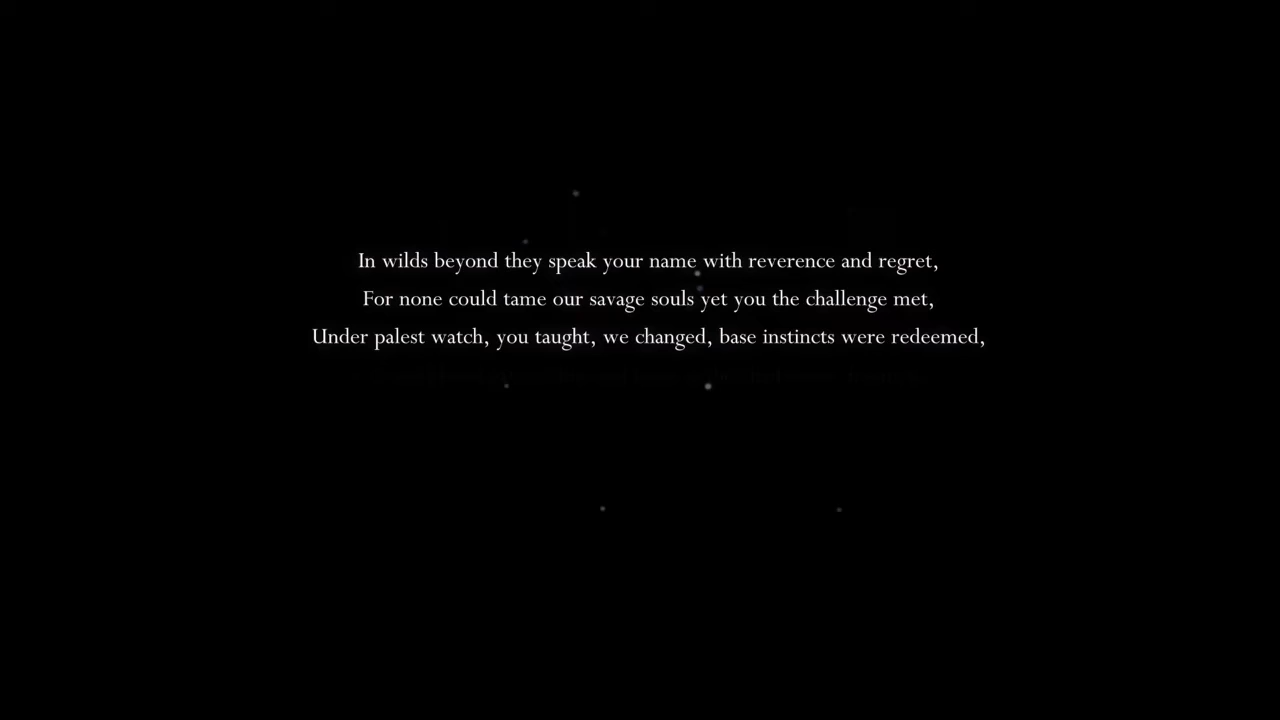 In wilds beyond they speak your name with reverence and regret,
For none could tame our savage souls yet you the challenge met,
Under palest watch, you taught, we changed, base instincts were redeemed,